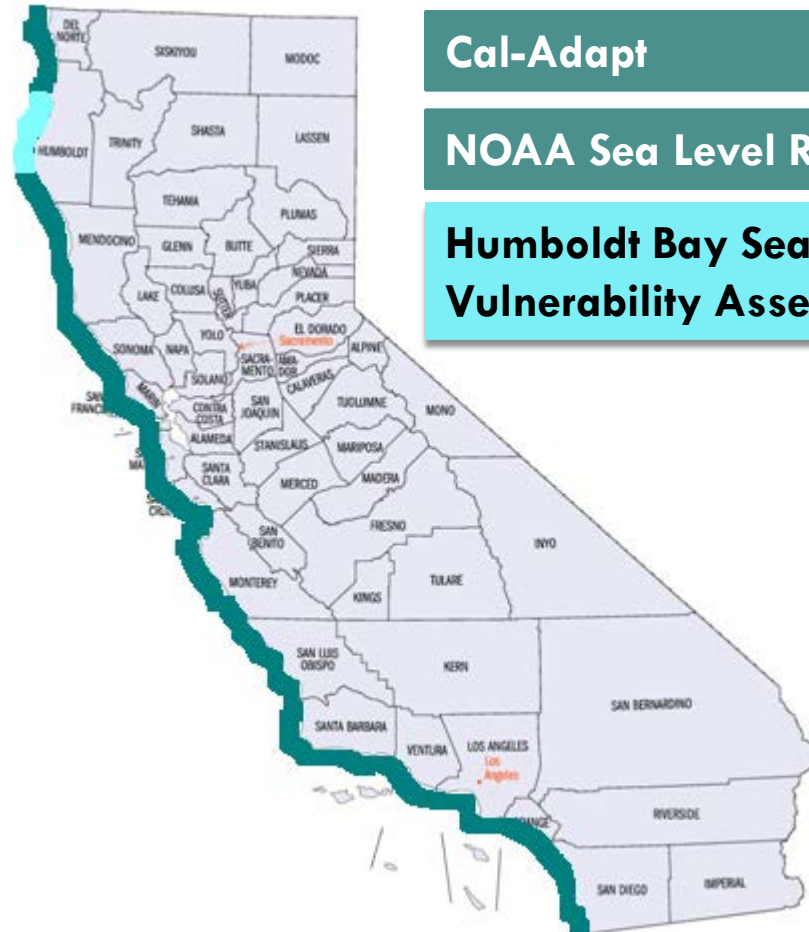 Cal-Adapt
NOAA Sea Level R
Humboldt Bay Sea
Vulnerability Asse
DEL
NORTE
SISKIYOU
MODOC
HUMBOLDT
TRINITY
SHASTA
LASSEN
TEHAMA
PLUMAS
MENDOCINO
GLENN
BUTTE
SIERRA
NEVADA
LAKE
COLUSA
SUTTER
YUBA
PLACER
YOLO
EL DORADO
Sacramento
ALPINE
SONOMA
NAPA
SACRA-
MENTO
AMA-
DOR
SOLANO
CALAVERAS
MARIN
SAN
FRANC
CONTRA
COSTA
SAN
JOAQUIN
TUOLUMNE
MONO
ALAMEDA
STANISLAUS
MARIPOSA
SANTA
CLARA
MERCED
MADERA
CRU
SAN
BENITO
FRESNO
INYO
MONTEREY
KINGS
TULARE
SAN LUIS
OBISPO
KERN
SAN BERNARDINO
SANTA BARBARA
VENTURA
LOS ANGELES
Los
Angeles
RANGE
RIVERSIDE
SAN DIEGO
IMPERIAL